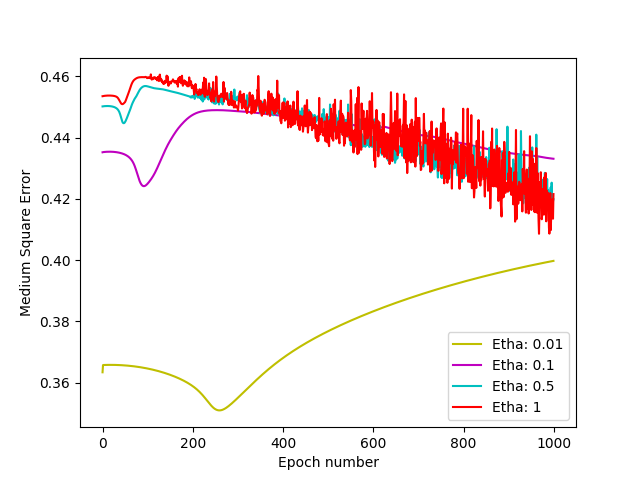 0.46
0.44
0.42
0.40
0.38
0.36
Medium Square Error
0
200
400
600
800
1000
Epoch number
Etha: 0.01
Etha: 0.1
Etha: 0.5
Etha: 1